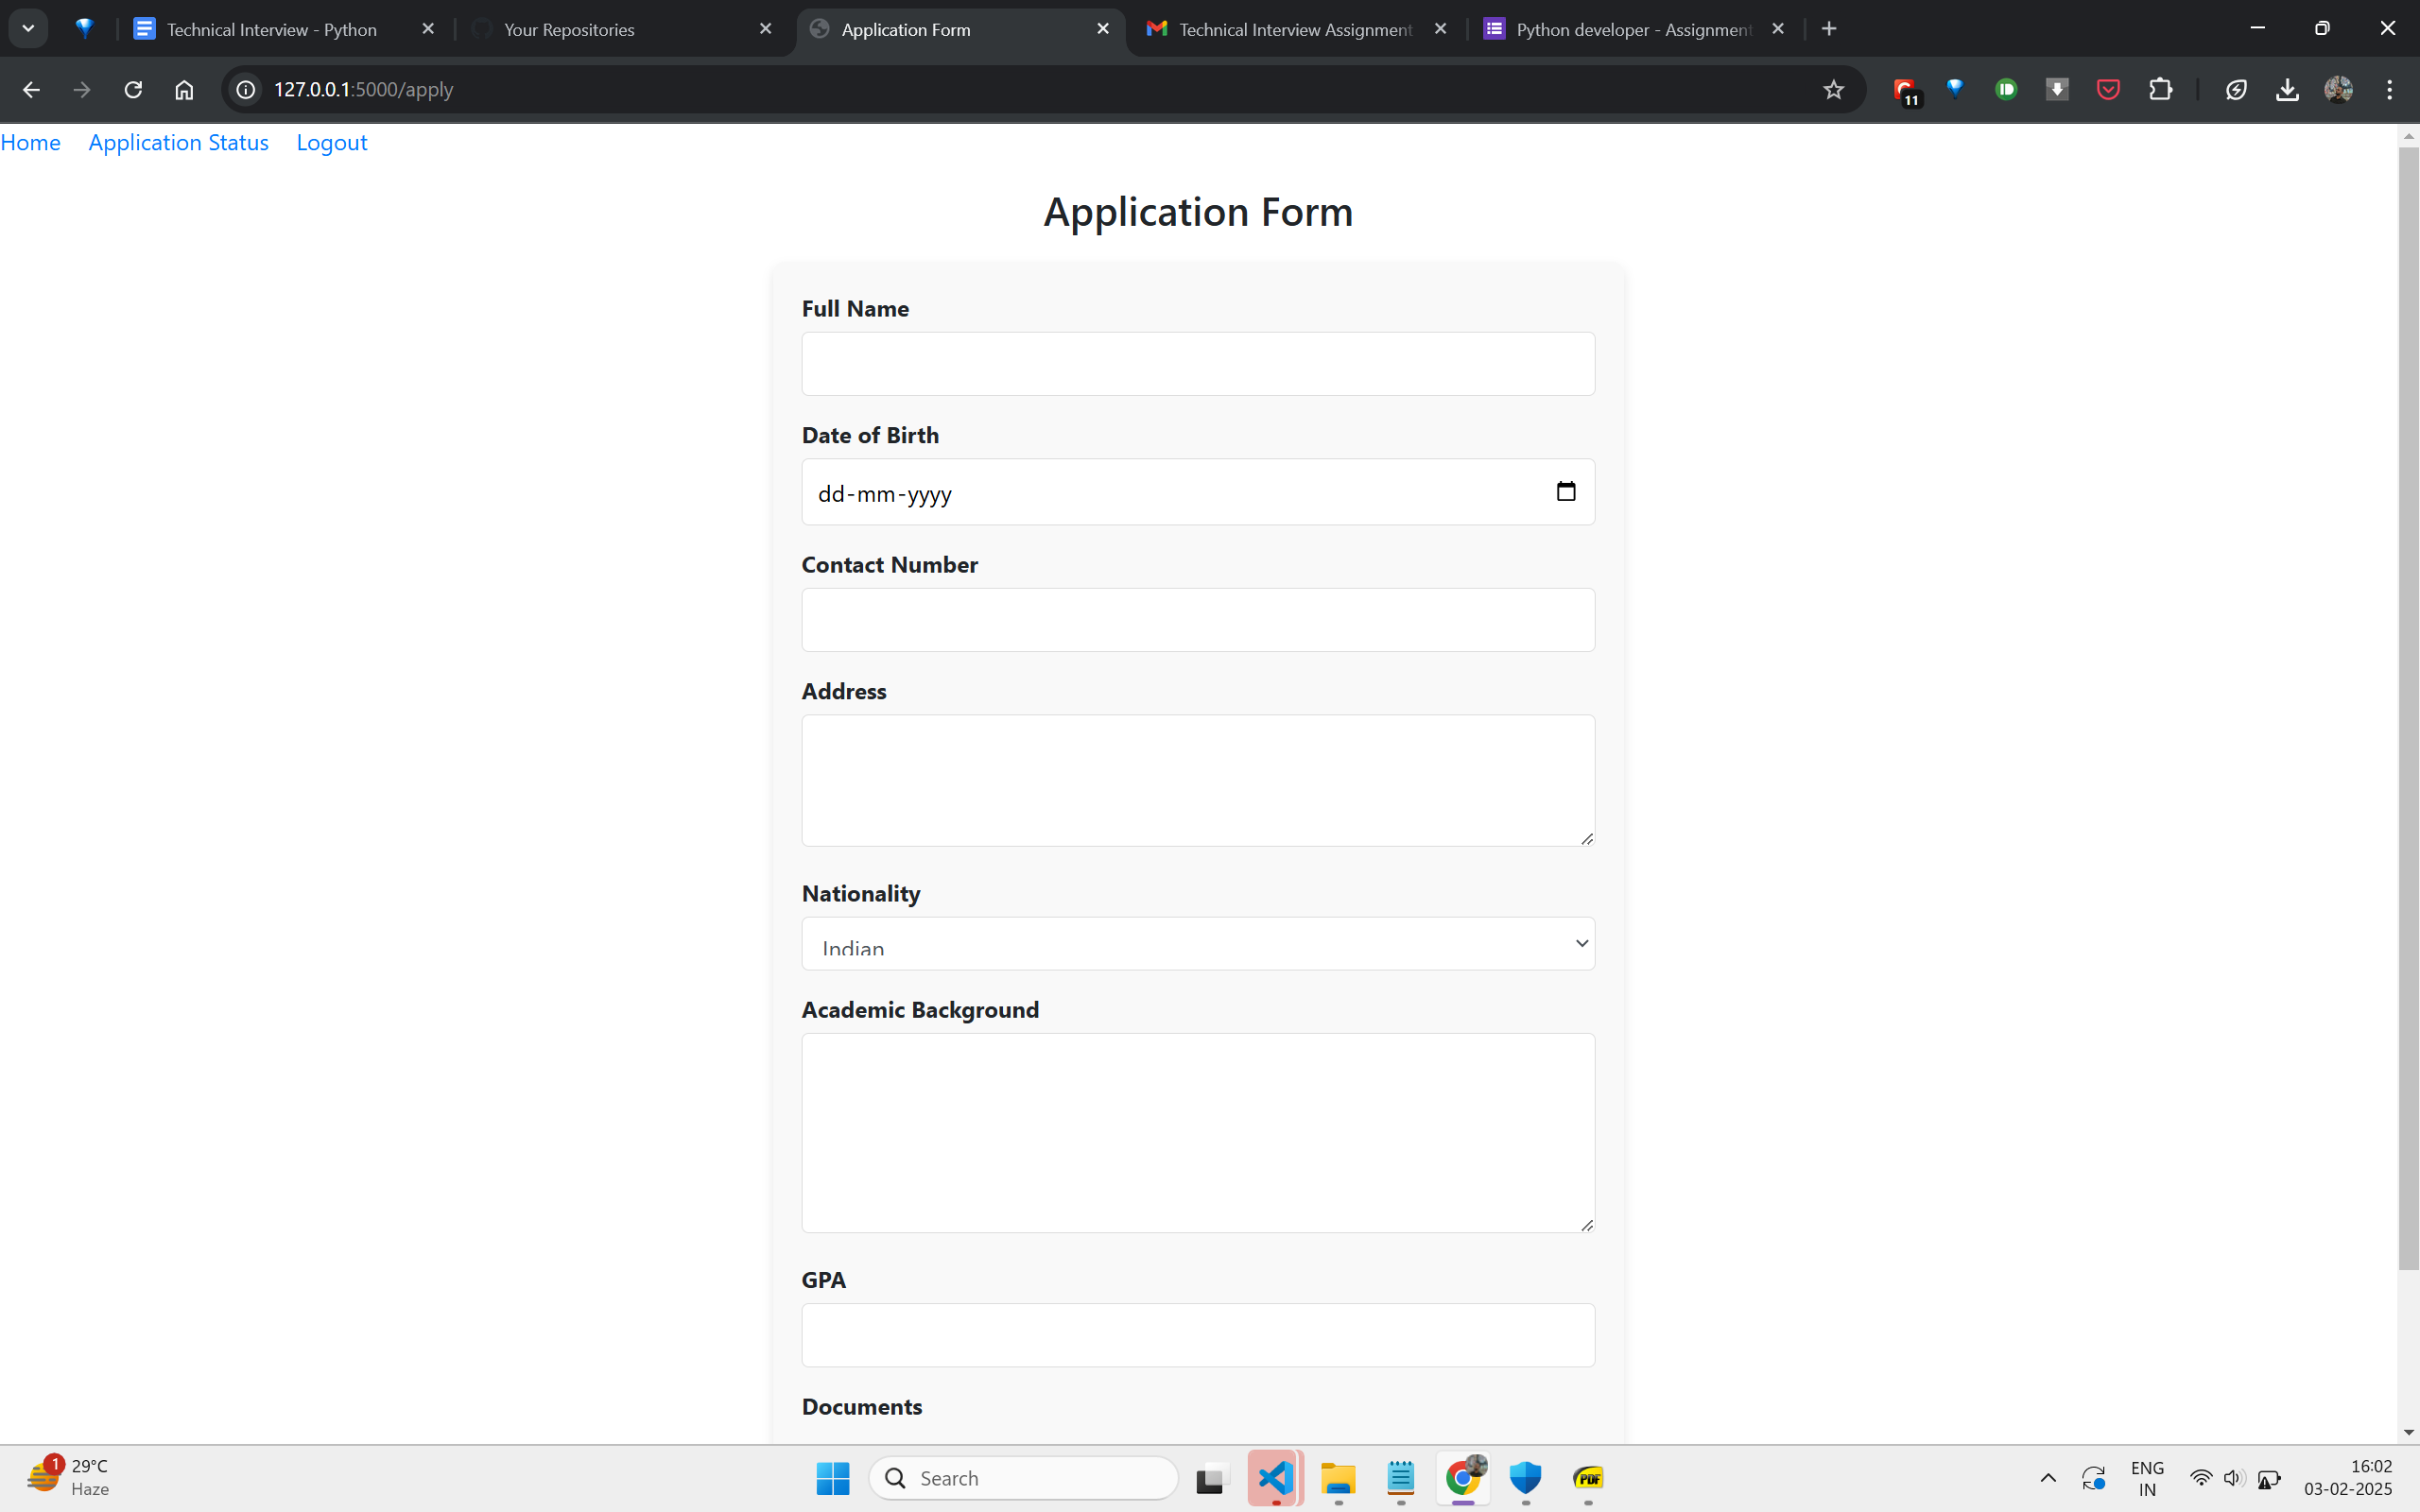 Technical Interview - Python
Your Repositories
Application Form
Technical Interview Assignment
Python developer - Assignment
127.0.0.1:5000/apply
11
Home Application Status Logout
Application Form
Full Name
Date of Birth
dd-mm-yyyy
Contact Number
Address
Nationality
Indian
Academic Background
GPA
Documents
1
29°C
Haze
Search
PDF
ENG
IN
16:02
03-02-2025